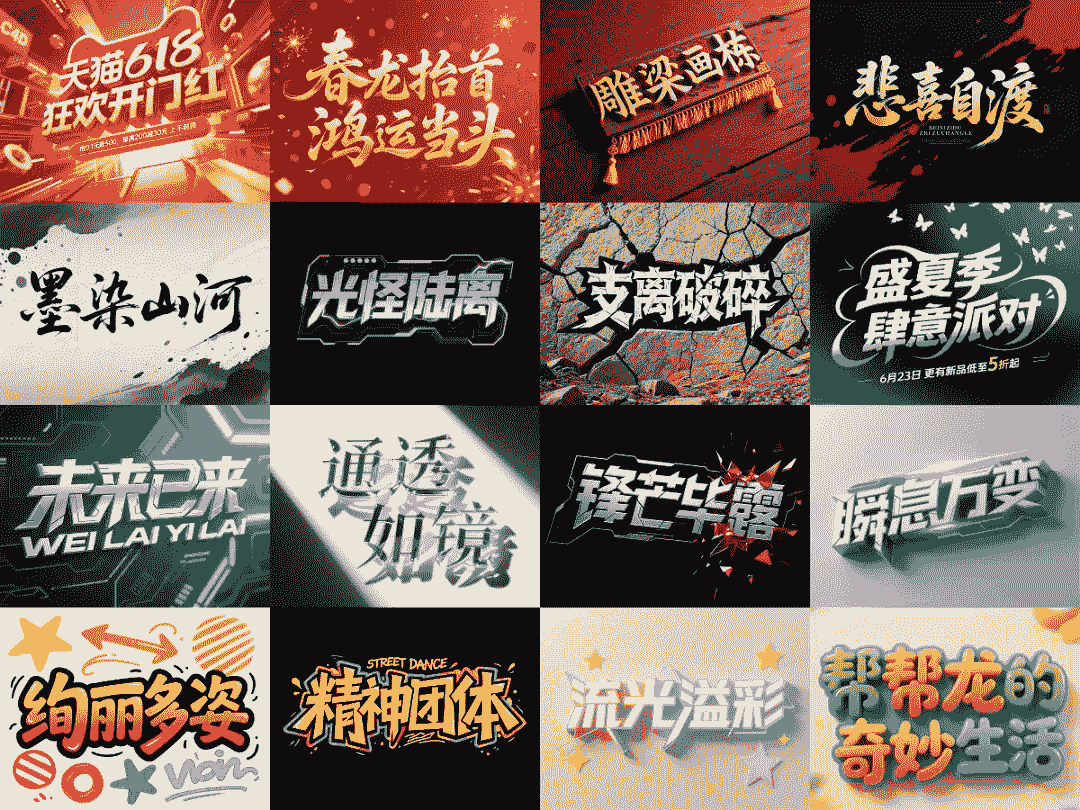 C4D
天猫618
狂欢开门红
春龙抬首
鸿运当头
雕梁画栋
悲喜自渡
墨染山河
光怪陆离
支离破碎
盛夏季
肆意派对
6月23日 更有新品低至5折起
未来已来
WEI LAI YI LAI
通透
如镜
锋芒毕露
瞬息万变
绚丽多姿
STREET DANCE
精神团体
流光溢彩
帮帮龙的
奇妙生活